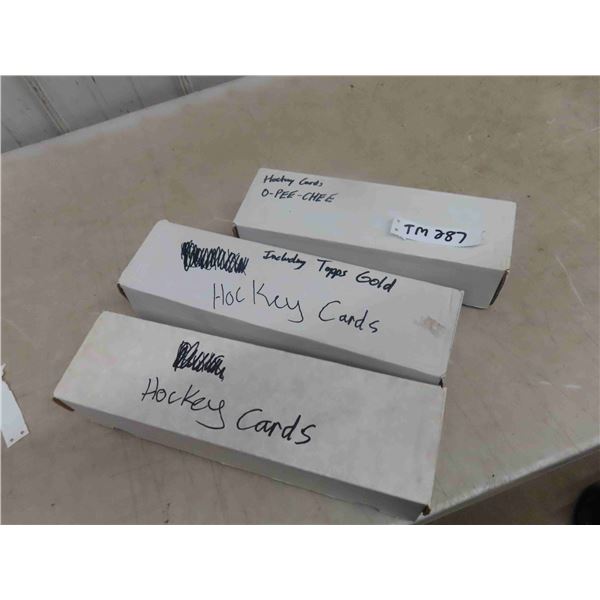 Hockey Cards
O-PEE-CHEE
TM 287
Including Topps Gold
Hockey Cards
Hockey Cards